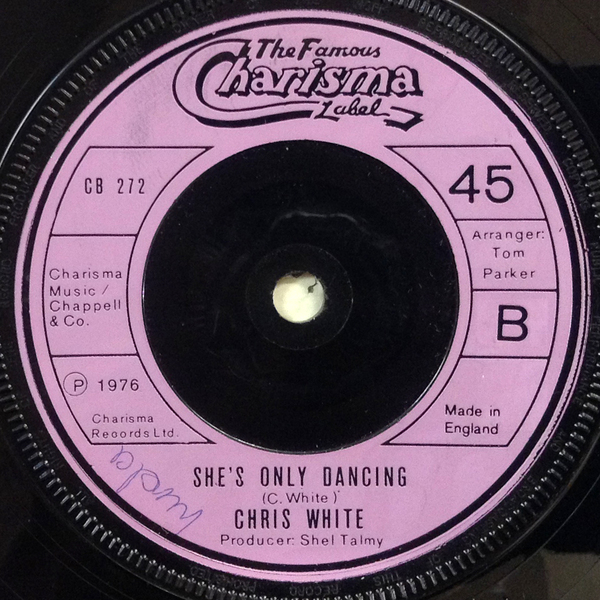 The Famous
Charisma
Label
CB 272
45
Arranger:
Tom
Parker
Charisma
Music /
Chappell
& Co.
B
Ⓟ 1976
Charisma
Records Ltd.
Made in
England
SHE'S ONLY DANCING
(C. White)
CHRIS WHITE
Producer: Shel Talmy